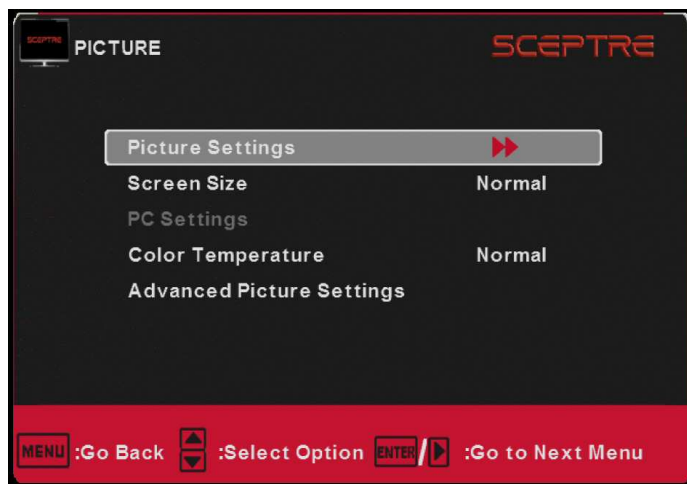 SCEPTRE
PICTURE
SCEPTRE
Picture Settings
Screen Size Normal
PC Settings
Color Temperature Normal
Advanced Picture Settings
MENU :Go Back :Select Option ENTER/ :Go to Next Menu